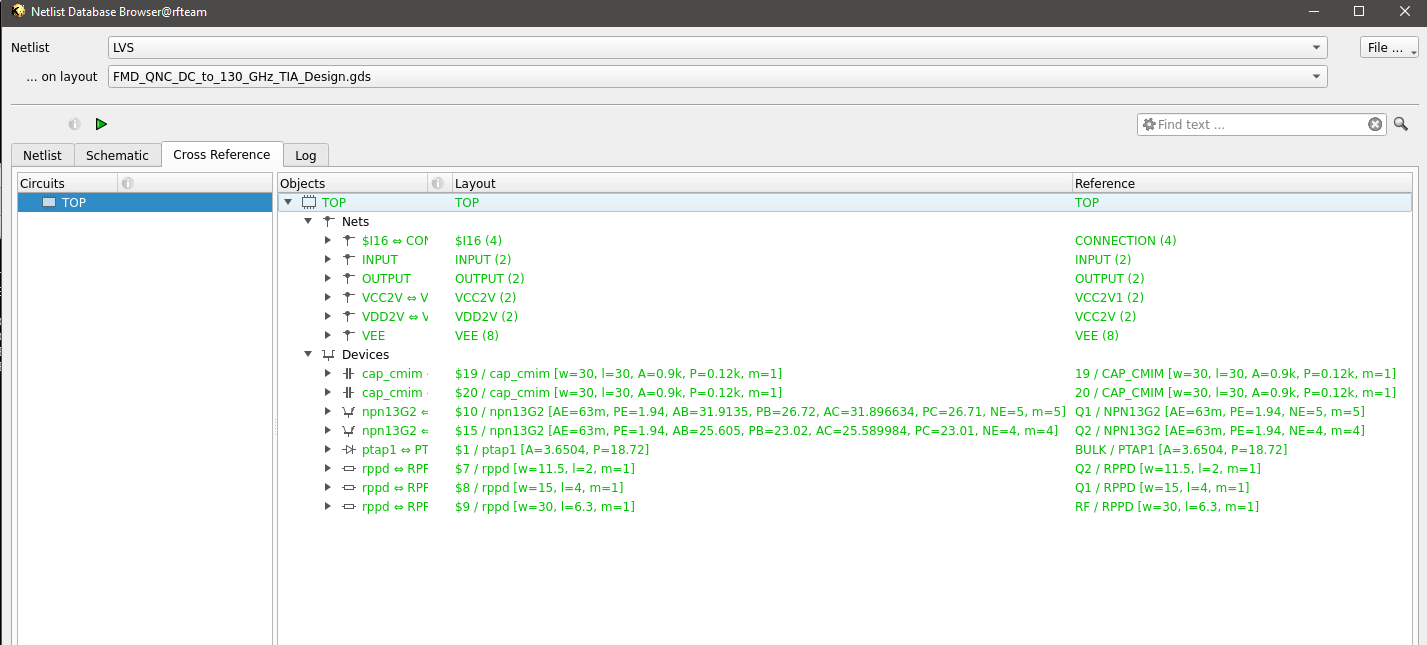 Netlist Database Browser@rfteam
Netlist LVS File ...
... on layout FMD_QNC_DC_to_130_GHz_TIA_Design.gds
Find text ...
Netlist Schematic Cross Reference Log
Circuits Objects Layout Reference
TOP TOP TOP TOP
Nets
$I16 ⇔ CON $I16 (4) CONNECTION (4)
INPUT INPUT (2) INPUT (2)
OUTPUT OUTPUT (2) OUTPUT (2)
VCC2V ⇔ V VCC2V (2) VCC2V1 (2)
VDD2V ⇔ V VDD2V (2) VCC2V (2)
VEE VEE (8) VEE (8)
Devices
cap_cmim $19 / cap_cmim [w=30, l=30, A=0.9k, P=0.12k, m=1] 19 / CAP_CMIM [w=30, l=30, A=0.9k, P=0.12k, m=1]
cap_cmim $20 / cap_cmim [w=30, l=30, A=0.9k, P=0.12k, m=1] 20 / CAP_CMIM [w=30, l=30, A=0.9k, P=0.12k, m=1]
npn13G2 ⇔ $10 / npn13G2 [AE=63m, PE=1.94, AB=31.9135, PB=26.72, AC=31.896634, PC=26.71, NE=5, m=5] Q1 / NPN13G2 [AE=63m, PE=1.94, NE=5, m=5]
npn13G2 ⇔ $15 / npn13G2 [AE=63m, PE=1.94, AB=25.605, PB=23.02, AC=25.589984, PC=23.01, NE=4, m=4] Q2 / NPN13G2 [AE=63m, PE=1.94, NE=4, m=4]
ptap1 ⇔ PT $1 / ptap1 [A=3.6504, P=18.72] BULK / PTAP1 [A=3.6504, P=18.72]
rppd ⇔ RPF $7 / rppd [w=11.5, l=2, m=1] Q2 / RPPD [w=11.5, l=2, m=1]
rppd ⇔ RPF $8 / rppd [w=15, l=4, m=1] Q1 / RPPD [w=15, l=4, m=1]
rppd ⇔ RPF $9 / rppd [w=30, l=6.3, m=1] RF / RPPD [w=30, l=6.3, m=1]